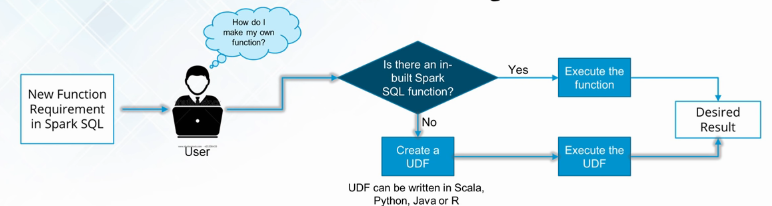 How do I
make my own
function?
New Function
Requirement
in Spark SQL
User
Is there an in-
built Spark
SQL function?
Yes
Execute the
function
Desired
Result
No
Create a
UDF
Execute the
UDF
UDF can be written in Scala,
Python, Java or R